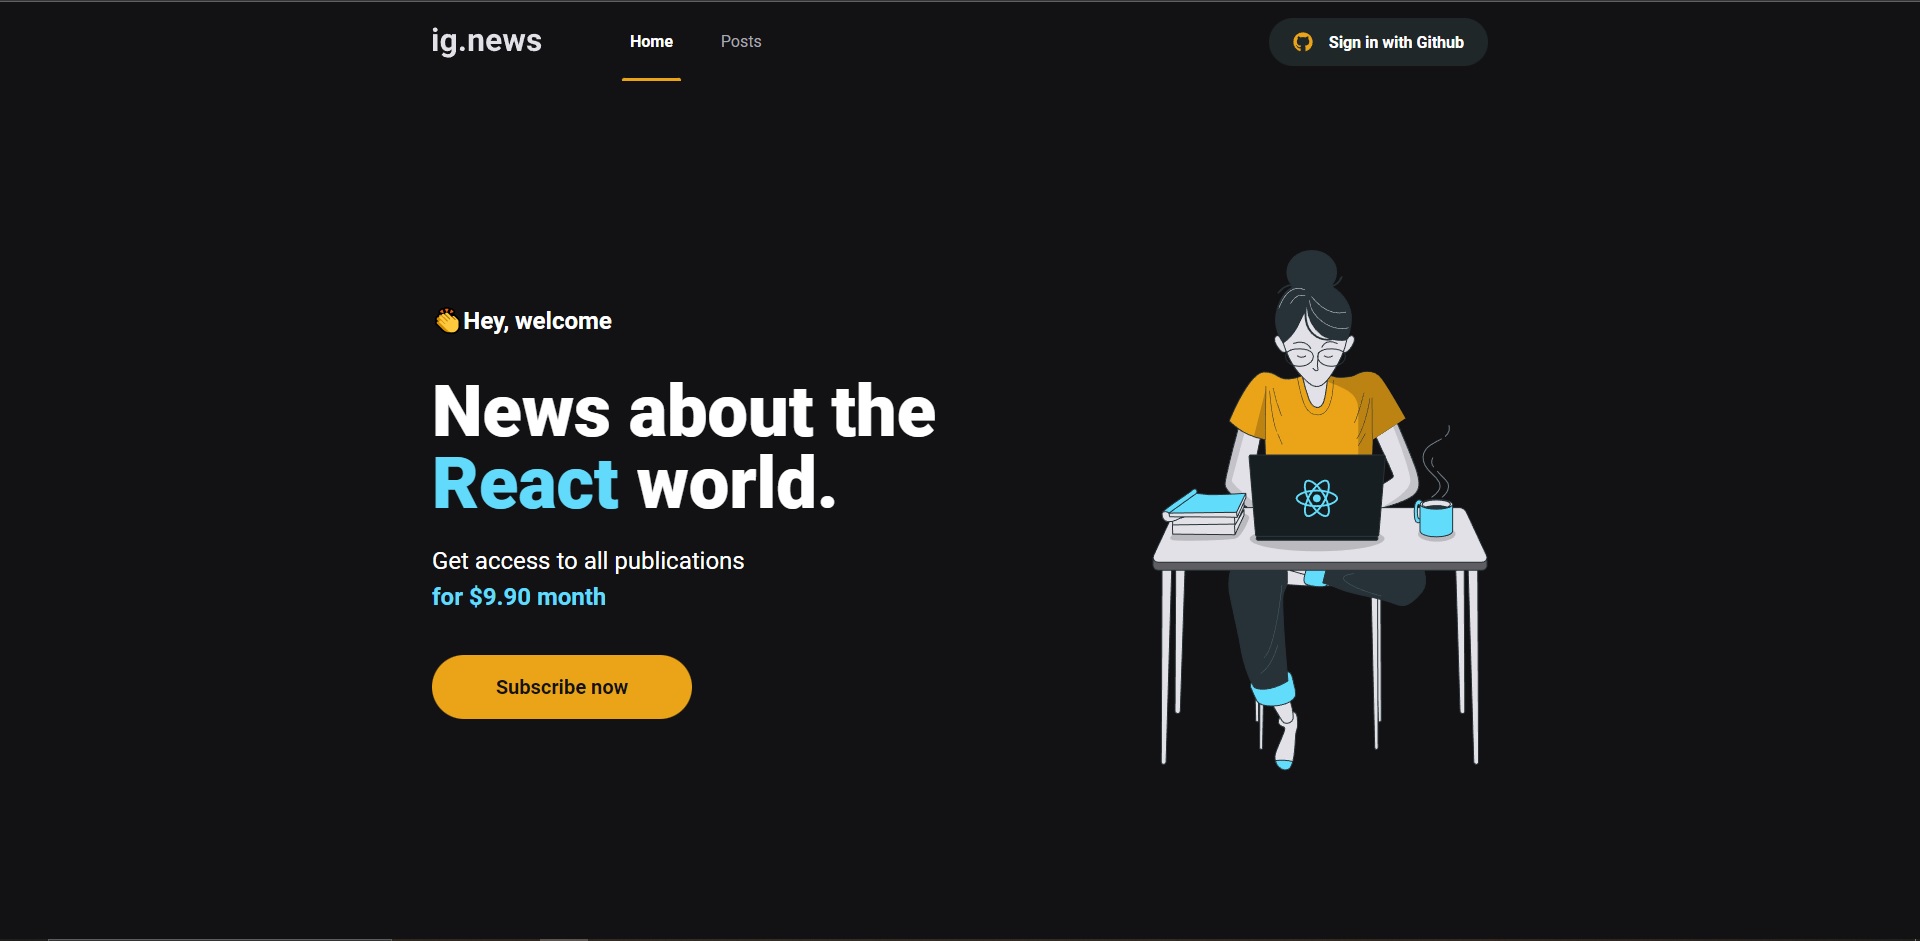 ig.news
Home
Posts
Sign in with Github
👏Hey, welcome
News about the
React world.
Get access to all publications
for $9.90 month
Subscribe now